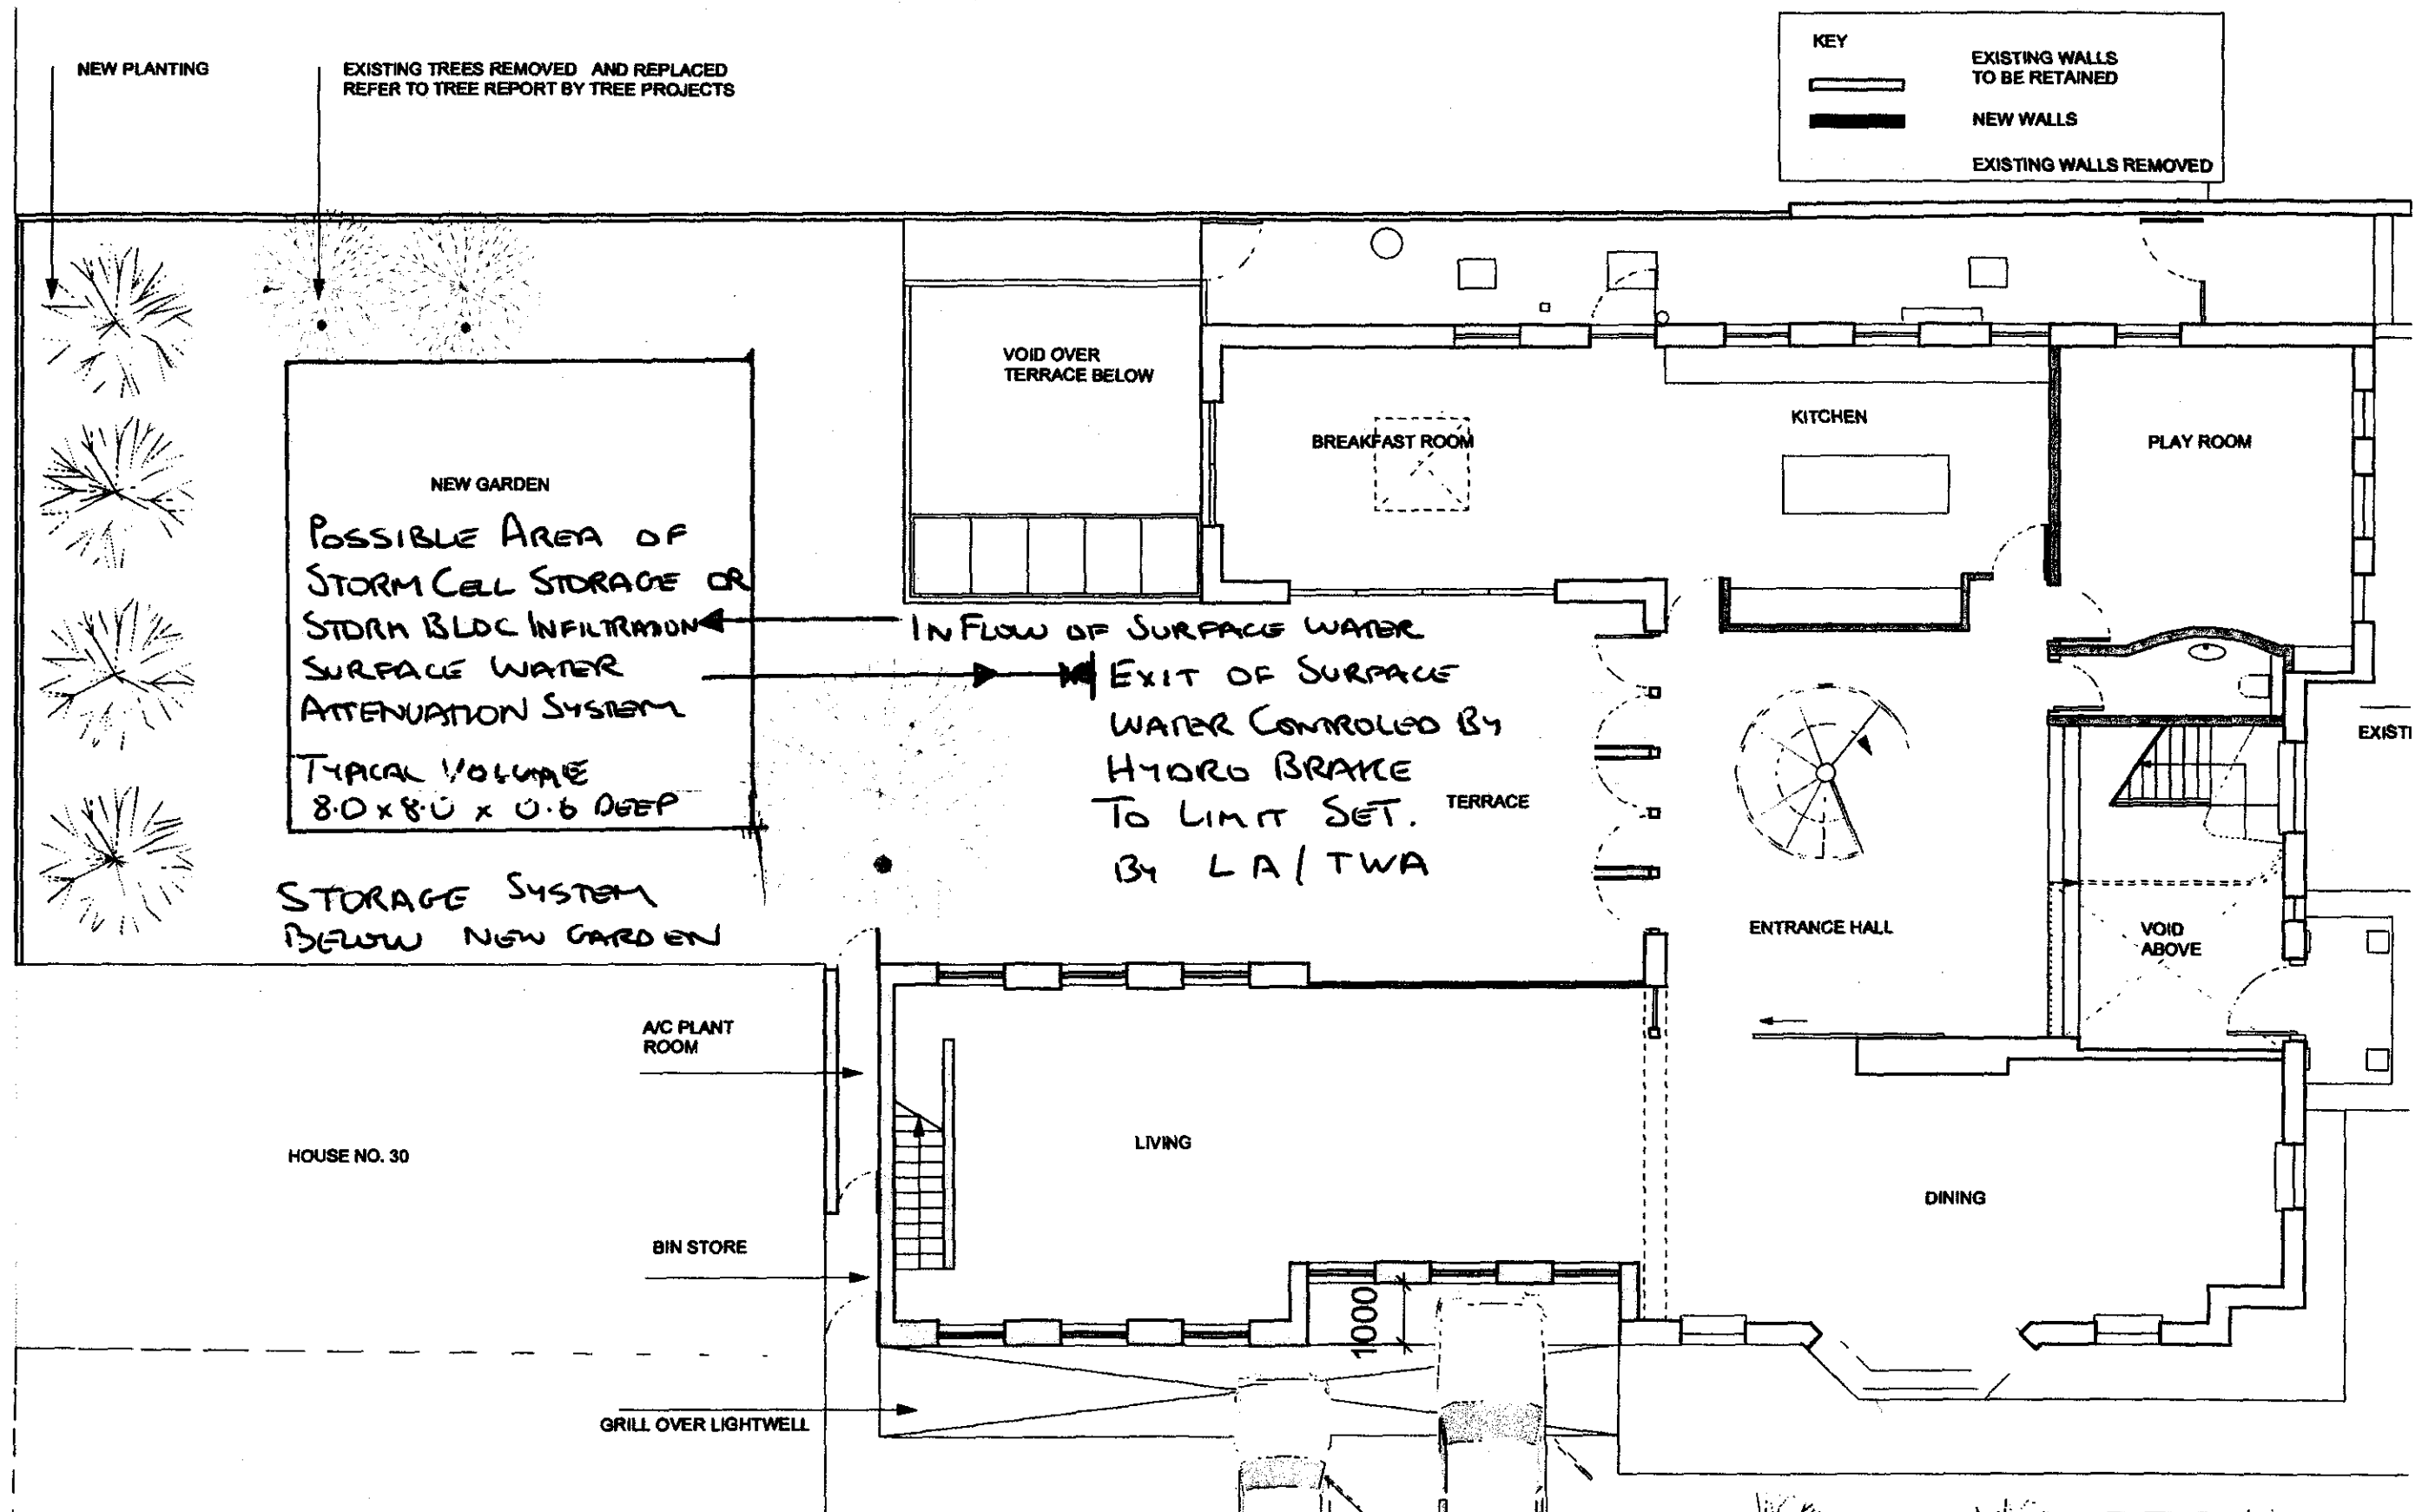 KEY
EXISTING WALLS
TO BE RETAINED
NEW WALLS
EXISTING WALLS REMOVED
NEW PLANTING
EXISTING TREES REMOVED AND REPLACED
REFER TO TREE REPORT BY TREE PROJECTS
VOID OVER
TERRACE BELOW
BREAKFAST ROOM
KITCHEN
PLAY ROOM
NEW GARDEN
POSSIBLE AREA OF
STORM CELL STORAGE OR
STORM BLOC INFILTRATION
SURFACE WATER
ATTENUATION SYSTEM
TYPICAL VOLUME
8.0 x 8.0 x 0.6 DEEP
STORAGE SYSTEM
BELOW NEW GARDEN
INFLOW OF SURFACE WATER
EXIT OF SURFACE
WATER CONTROLED BY
HYDRO BRAKE
TO LIMIT SET.
BY LA / TWA
TERRACE
ENTRANCE HALL
VOID
ABOVE
EXISTI
A/C PLANT
ROOM
HOUSE NO. 30
BIN STORE
LIVING
DINING
1000
GRILL OVER LIGHTWELL